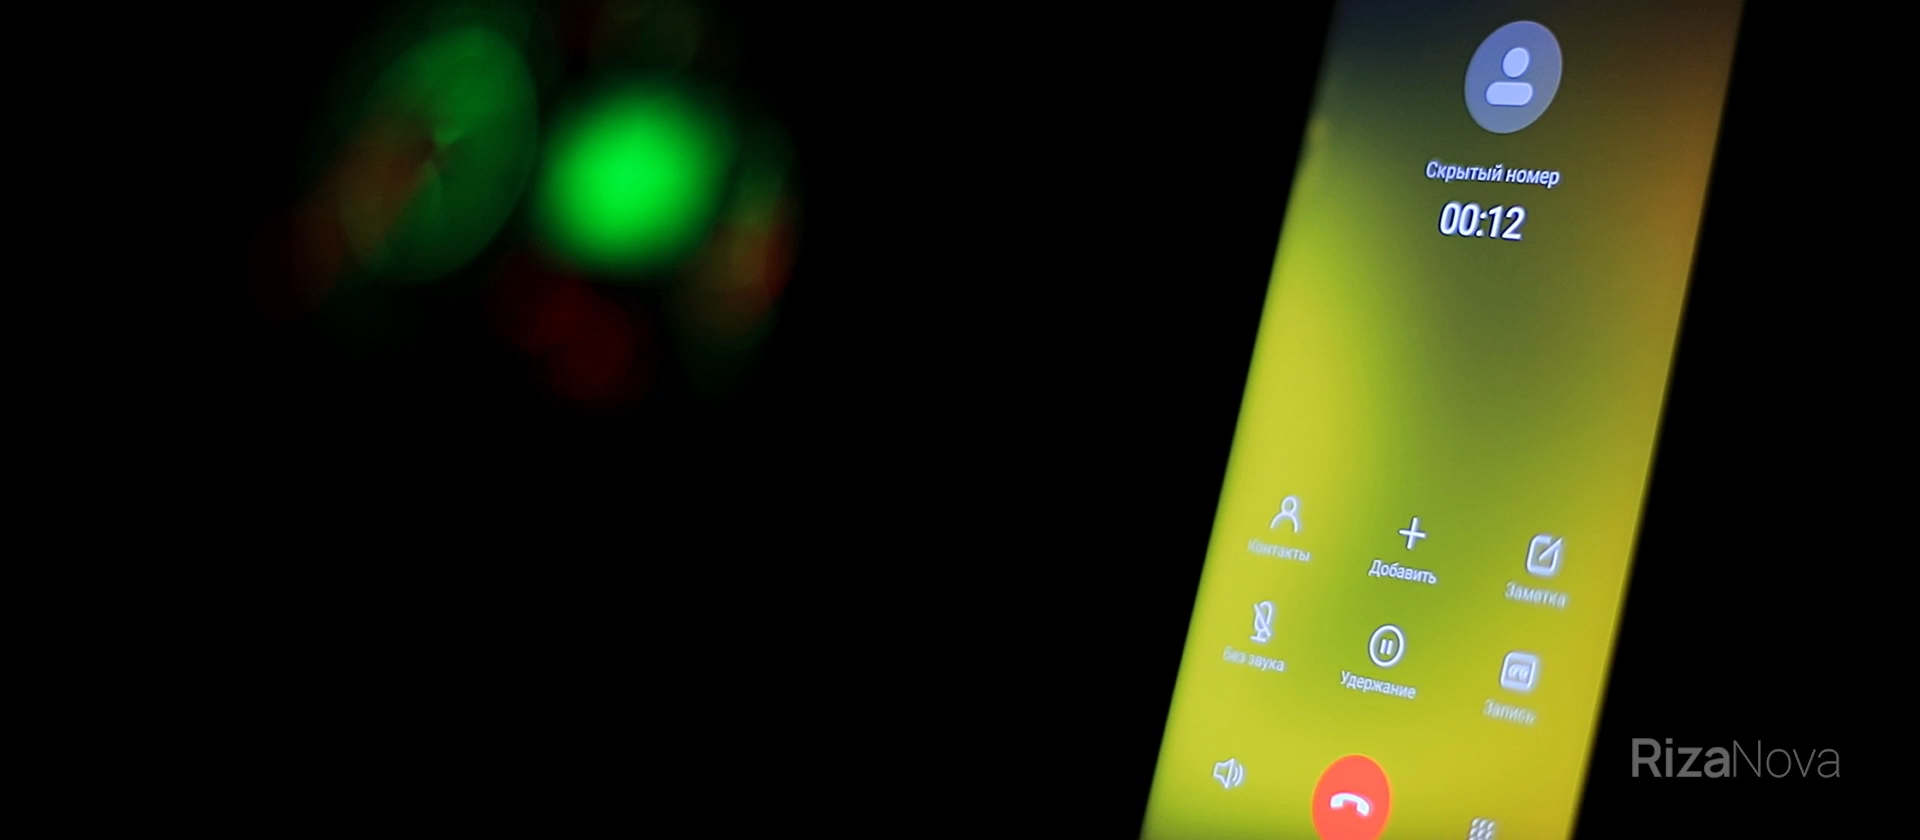 Скрытый номер
00:12
Контакты
Добавить
Заметка
Без звука
Удержание
Запись
RizaNova